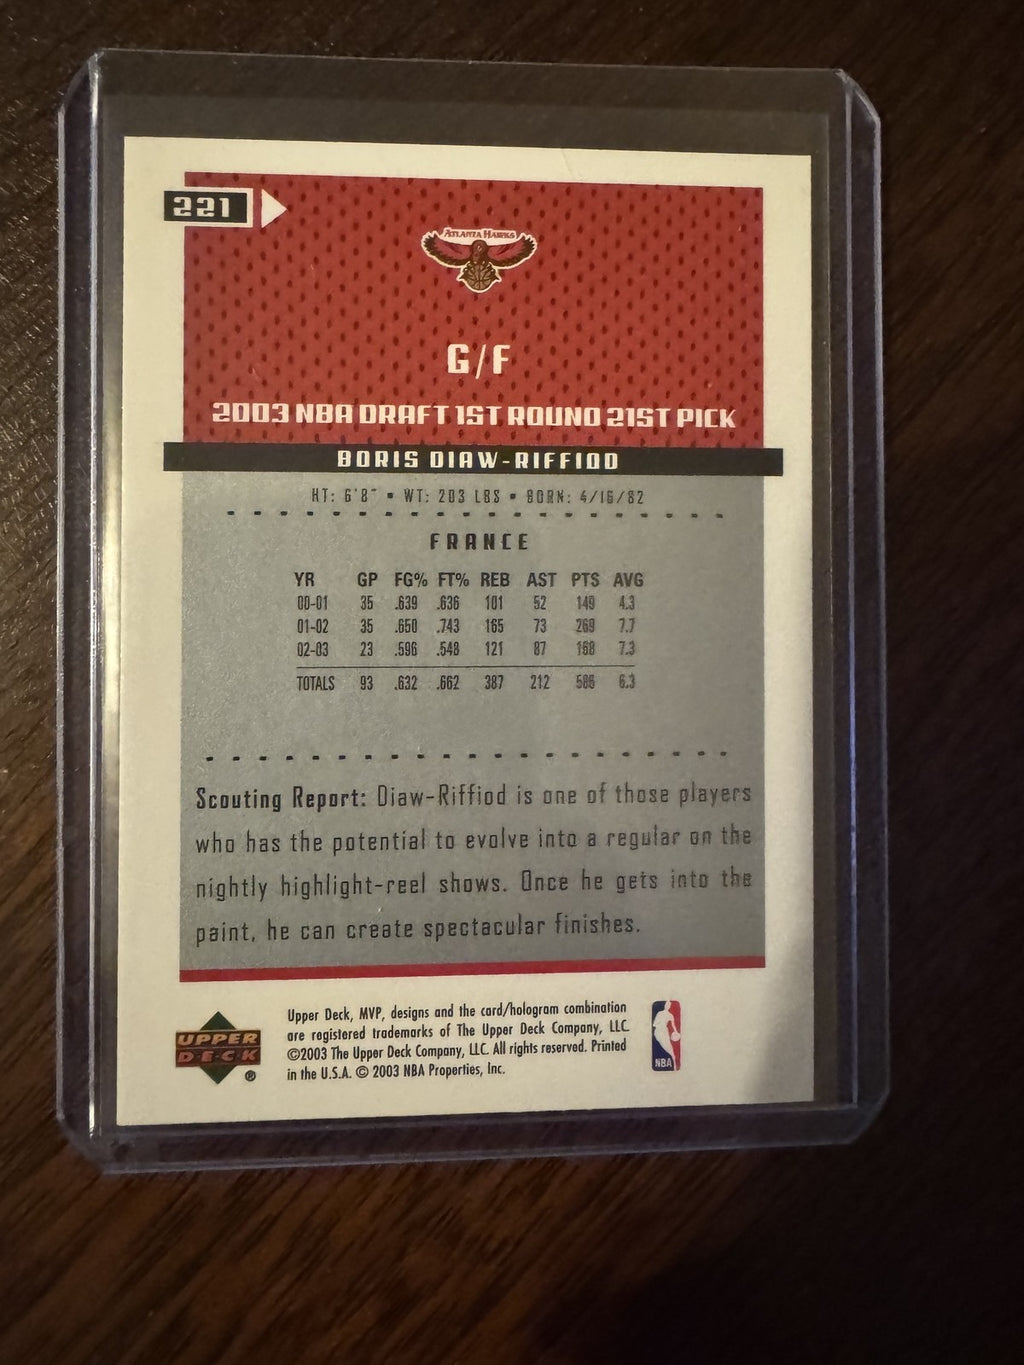 221
ATLANTA HAWKS
G/F
2003 NBA DRAFT 1ST ROUND 21ST PICK
BORIS DIAW-RIFFIOD
HT: 6'8" • WT: 203 LBS • BORN: 4/16/82
FRANCE
YR GP FG% FT% REB AST PTS AVG
00-01 35 .639 .636 101 52 149 4.3
01-02 35 .650 .743 165 73 269 7.7
02-03 23 .596 .548 121 87 168 7.3
TOTALS 93 .632 .662 387 212 586 6.3
Scouting Report: Diaw-Riffiod is one of those players
who has the potential to evolve into a regular on the
nightly highlight-reel shows. Once he gets into the
paint, he can create spectacular finishes.
Upper Deck, MVP, designs and the card/hologram combination
are registered trademarks of The Upper Deck Company, LLC.
©2003 The Upper Deck Company, LLC. All rights reserved. Printed
in the U.S.A. © 2003 NBA Properties, Inc.
UPPER
DECK
®
NBA